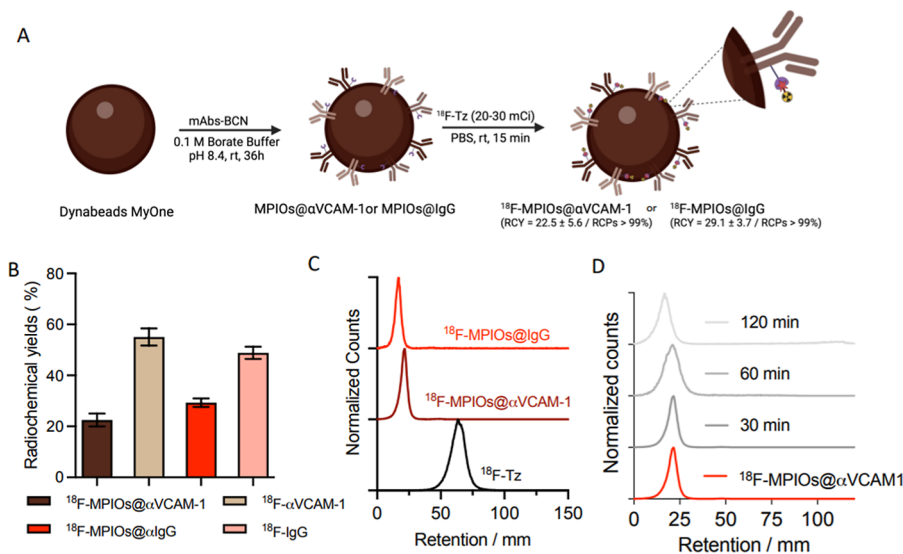 A
mAbs-BCN
0.1 M Borate Buffer
pH 8.4, rt, 36h
18F-Tz (20-30 mCi)
PBS, rt, 15 min
Dynabeads MyOne
MPIOs@αVCAM-1or MPIOs@IgG
18F-MPIOs@αVCAM-1 or 18F-MPIOs@IgG
(RCY = 22.5 ± 5.6 / RCPs > 99%) (RCY = 29.1 ± 3.7 / RCPs > 99%)
B
Radiochemical yields ( %)
80
60
40
20
0
18F-MPIOs@αVCAM-1
18F-αVCAM-1
18F-MPIOs@αIgG
18F-IgG
C
Normalized Counts
18F-MPIOs@IgG
18F-MPIOs@αVCAM-1
18F-Tz
0 50 100 150
Retention / mm
D
Normalized counts
120 min
60 min
30 min
18F-MPIOs@αVCAM1
0 25 50 75 100
Retention / mm